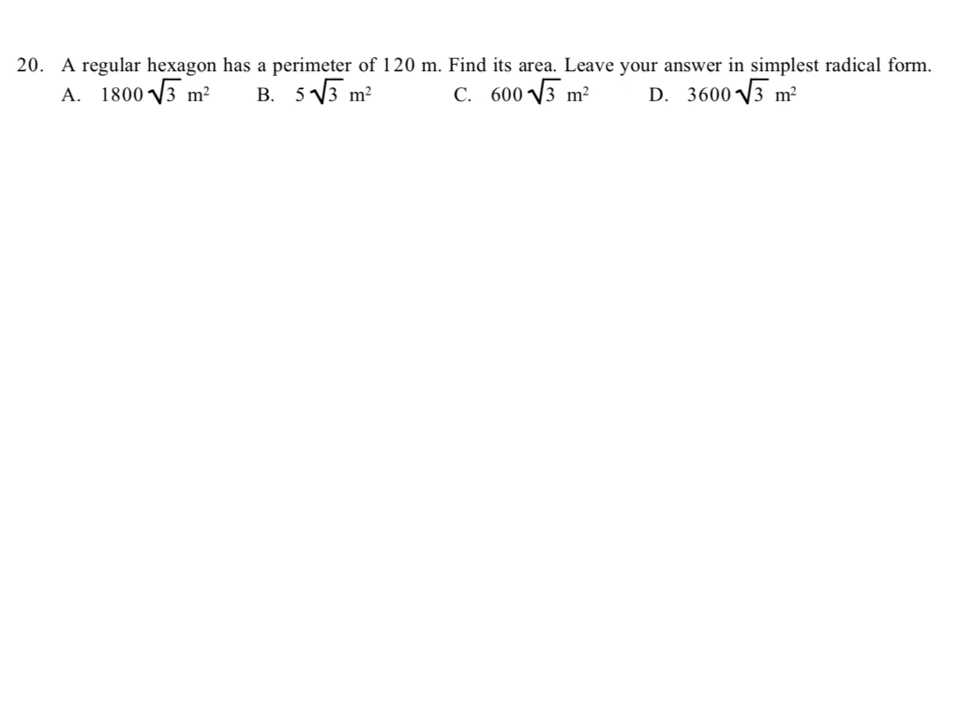 20. A regular hexagon has a perimeter of 120 m. Find its area. Leave your answer in simplest radical form.
A. 1800√3 m² B. 5√3 m² C. 600√3 m² D. 3600√3 m²